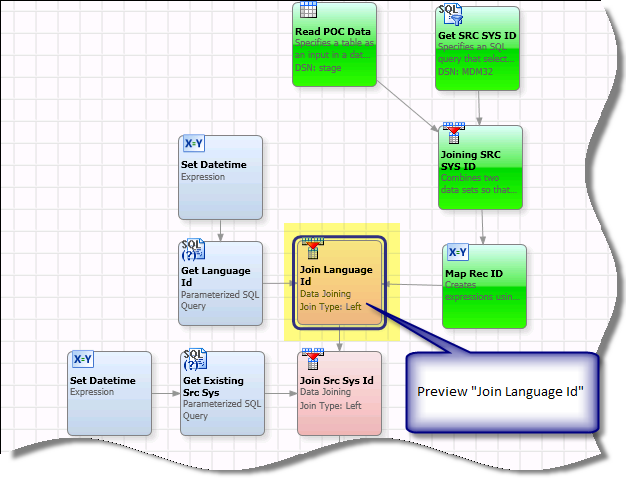 Read POC Data
Specifies a table as
an input in a dat...
DSN: stage
SQL
Get SRC SYS ID
Specifies an SQL
query that select...
DSN: MDM32
Joining SRC
SYS ID
Combines two
data sets so that...
X=Y
Set Datetime
Expression
SQL
(?)
Get Language
Id
Parameterized SQL
Query
Join Language
Id
Data Joining
Join Type: Left
X=Y
Map Rec ID
Creates
expressions usin...
X=Y
Set Datetime
Expression
SQL
(?)
Get Existing
Src Sys
Parameterized SQL
Query
Join Src Sys Id
Data Joining
Join Type: Left
Preview "Join Language Id"